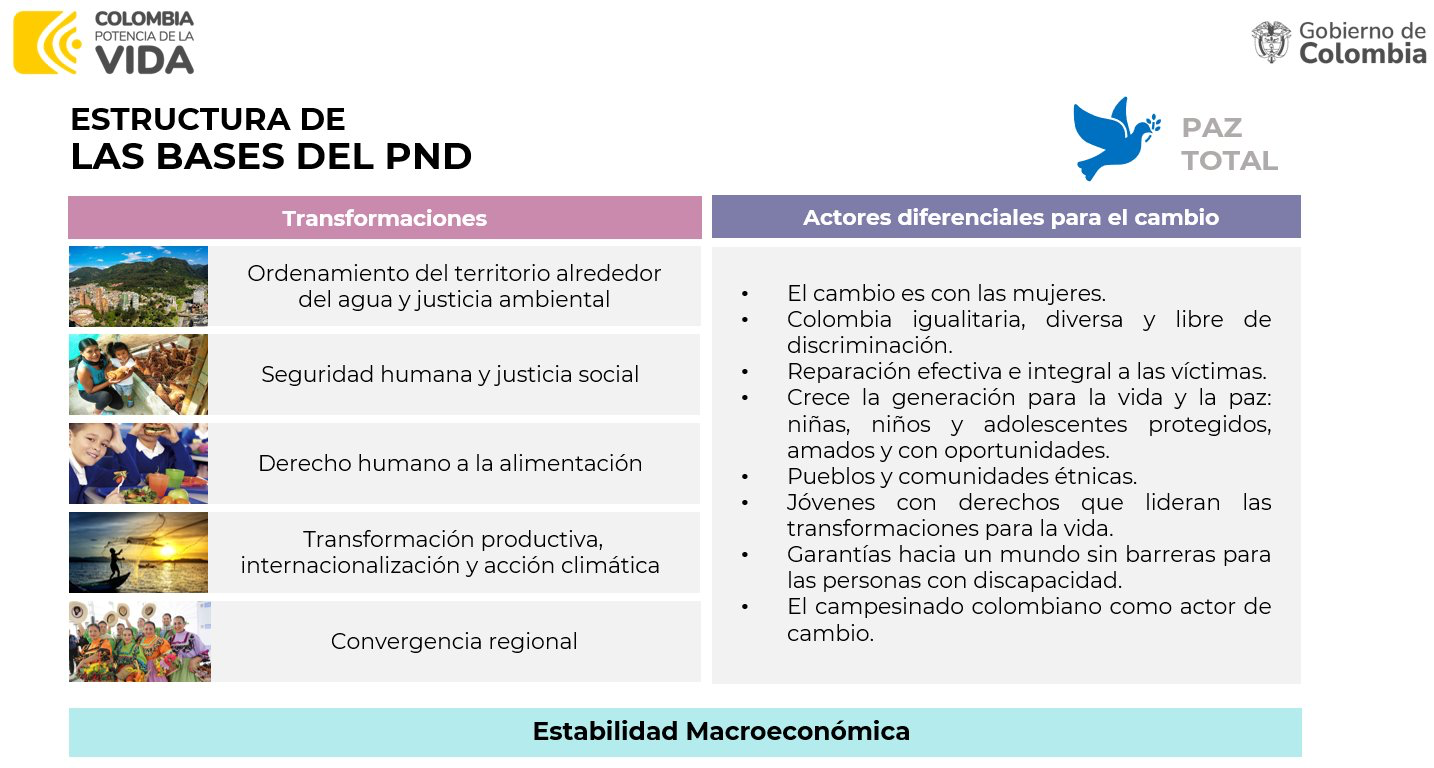 COLOMBIA
POTENCIA DE LA
VIDA
Gobierno de
Colombia
ESTRUCTURA DE
LAS BASES DEL PND
PAZ
TOTAL
Transformaciones
Ordenamiento del territorio alrededor
del agua y justicia ambiental
Seguridad humana y justicia social
Derecho humano a la alimentación
Transformación productiva,
internacionalización y acción climática
Convergencia regional
Actores diferenciales para el cambio
• El cambio es con las mujeres.
• Colombia igualitaria, diversa y libre de
discriminación.
• Reparación efectiva e integral a las víctimas.
• Crece la generación para la vida y la paz:
niñas, niños y adolescentes protegidos,
amados y con oportunidades.
• Pueblos y comunidades étnicas.
• Jóvenes con derechos que lideran las
transformaciones para la vida.
• Garantías hacia un mundo sin barreras para
las personas con discapacidad.
• El campesinado colombiano como actor de
cambio.
Estabilidad Macroeconómica